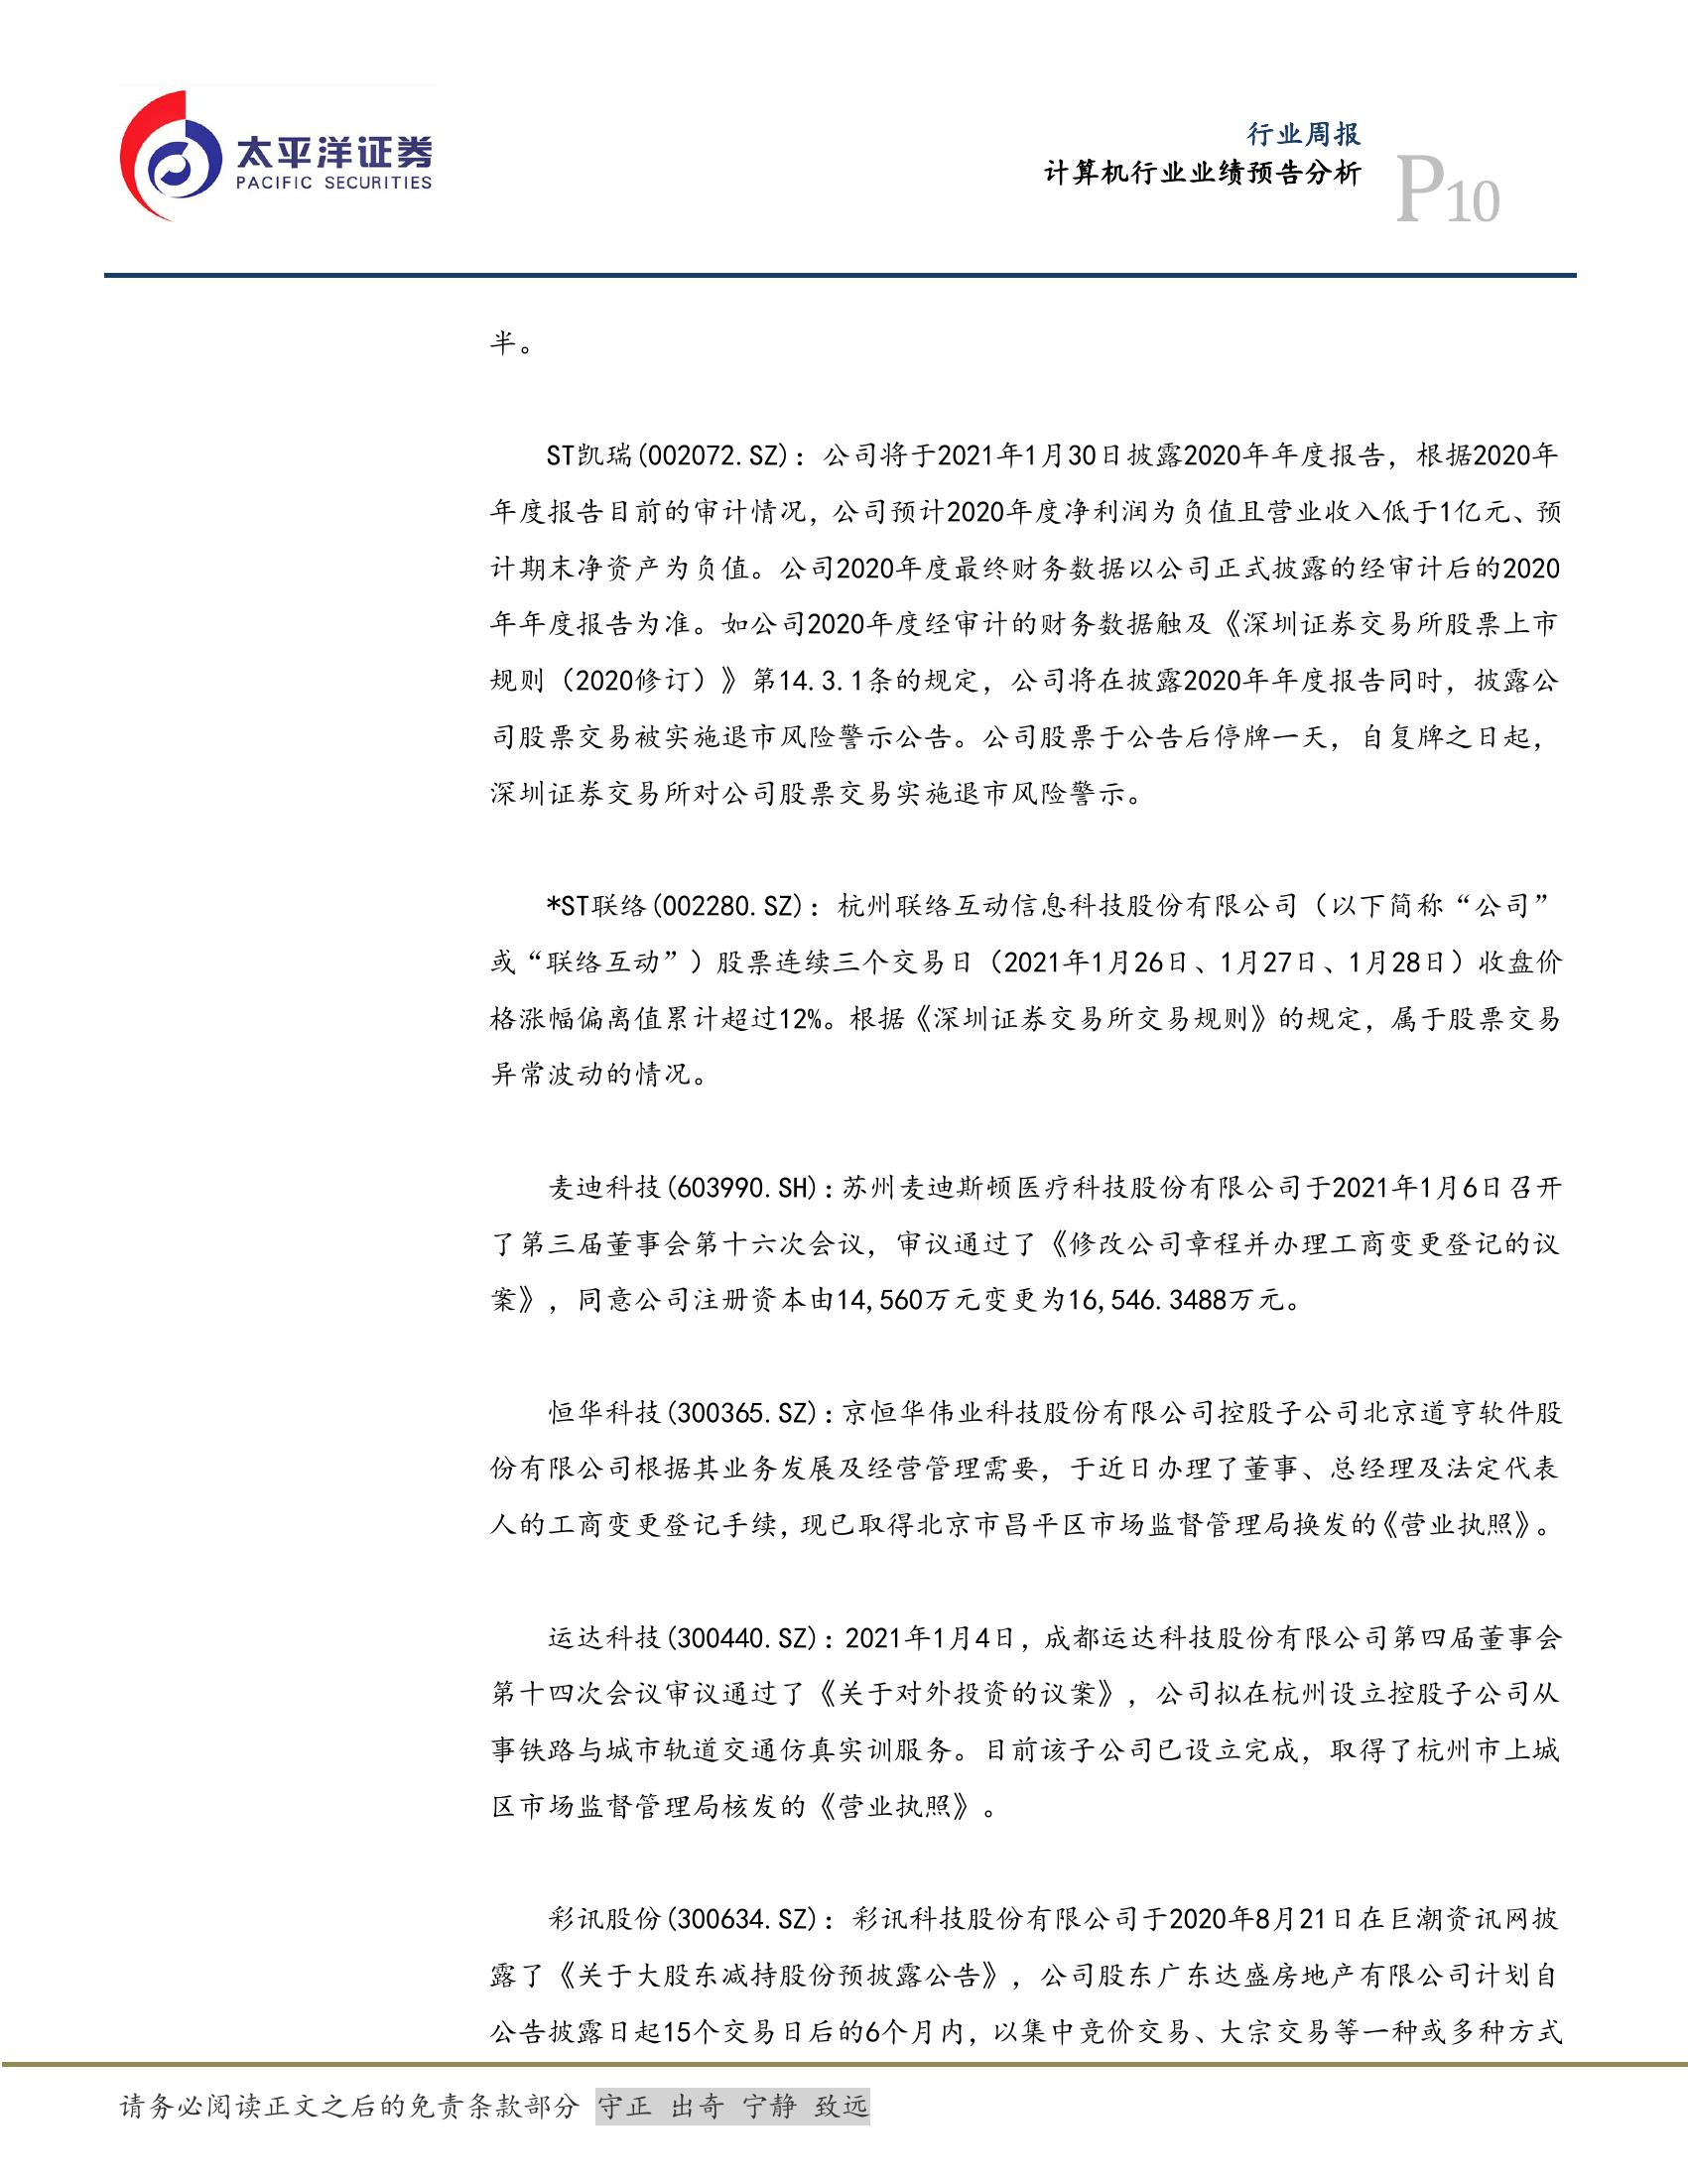 太平洋证券
PACIFIC SECURITIES
行业周报
计算机行业业绩预告分析
P10
半。
ST凯瑞(002072.SZ)：公司将于2021年1月30日披露2020年年度报告，根据2020年
年度报告目前的审计情况，公司预计2020年度净利润为负值且营业收入低于1亿元、预
计期末净资产为负值。公司2020年度最终财务数据以公司正式披露的经审计后的2020
年年度报告为准。如公司2020年度经审计的财务数据触及《深圳证券交易所股票上市
规则（2020修订）》第14.3.1条的规定，公司将在披露2020年年度报告同时，披露公
司股票交易被实施退市风险警示公告。公司股票于公告后停牌一天，自复牌之日起，
深圳证券交易所对公司股票交易实施退市风险警示。
*ST联络(002280.SZ)：杭州联络互动信息科技股份有限公司（以下简称“公司”
或“联络互动”）股票连续三个交易日（2021年1月26日、1月27日、1月28日）收盘价
格涨幅偏离值累计超过12%。根据《深圳证券交易所交易规则》的规定，属于股票交易
异常波动的情况。
麦迪科技(603990.SH)：苏州麦迪斯顿医疗科技股份有限公司于2021年1月6日召开
了第三届董事会第十六次会议，审议通过了《修改公司章程并办理工商变更登记的议
案》，同意公司注册资本由14,560万元变更为16,546.3488万元。
恒华科技(300365.SZ)：京恒华伟业科技股份有限公司控股子公司北京道亨软件股
份有限公司根据其业务发展及经营管理需要，于近日办理了董事、总经理及法定代表
人的工商变更登记手续，现已取得北京市昌平区市场监督管理局换发的《营业执照》。
运达科技(300440.SZ)：2021年1月4日，成都运达科技股份有限公司第四届董事会
第十四次会议审议通过了《关于对外投资的议案》，公司拟在杭州设立控股子公司从
事铁路与城市轨道交通仿真实训服务。目前该子公司已设立完成，取得了杭州市上城
区市场监督管理局核发的《营业执照》。
彩讯股份(300634.SZ)：彩讯科技股份有限公司于2020年8月21日在巨潮资讯网披
露了《关于大股东减持股份预披露公告》，公司股东广东达盛房地产有限公司计划自
公告披露日起15个交易日后的6个月内，以集中竞价交易、大宗交易等一种或多种方式
请务必阅读正文之后的免责条款部分 守正 出奇 宁静 致远